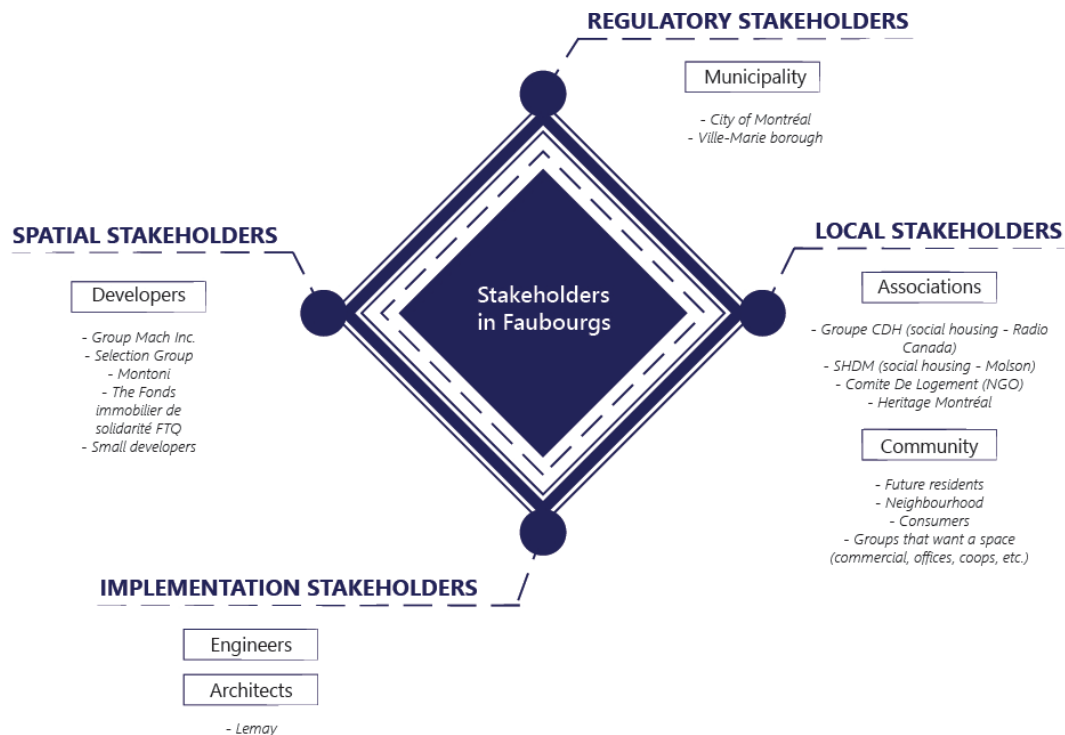 REGULATORY STAKEHOLDERS
Municipality
- City of Montréal
- Ville-Marie borough
SPATIAL STAKEHOLDERS
Developers
- Group Mach Inc.
- Selection Group
- Montoni
- The Fonds
immobilier de
solidarité FTQ
- Small developers
Stakeholders
in Faubourgs
LOCAL STAKEHOLDERS
Associations
- Groupe CDH (social housing - Radio
Canada)
- SHDM (social housing - Molson)
- Comite De Logement (NGO)
- Heritage Montréal
Community
- Future residents
- Neighbourhood
- Consumers
- Groups that want a space
(commercial, offices, coops, etc.)
IMPLEMENTATION STAKEHOLDERS
Engineers
Architects
- Lemay